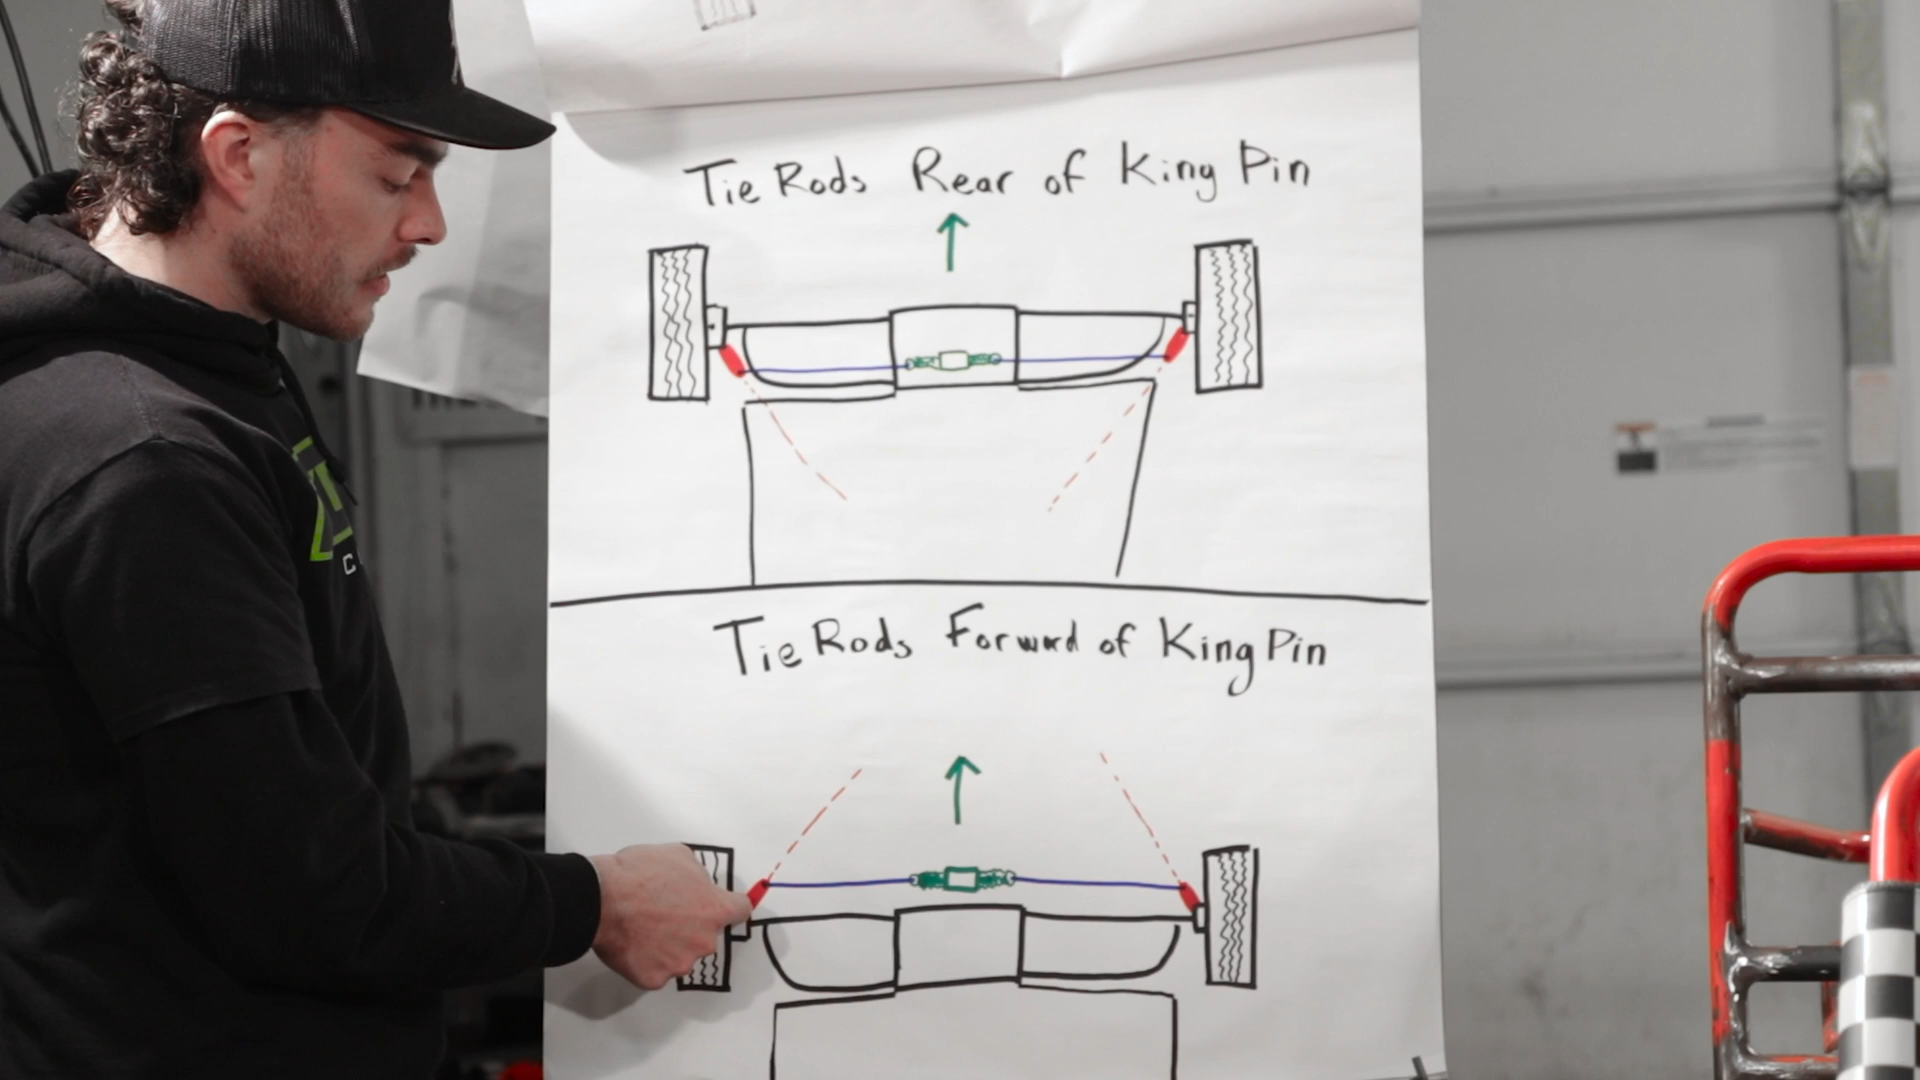 Tie Rods Rear of King Pin
Tie Rods Forward of King Pin